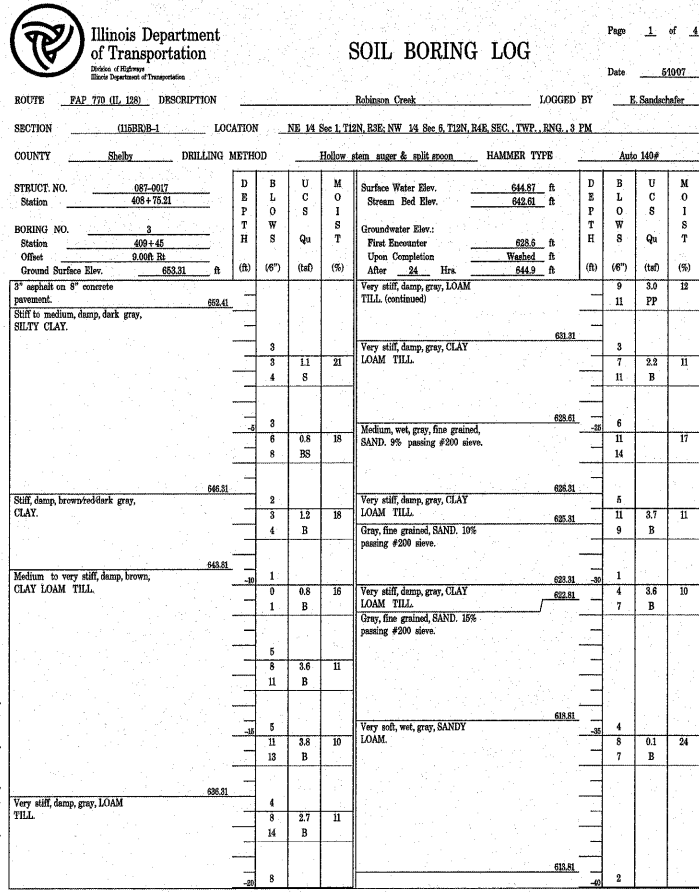 Illinois Department
of Transportation
Division of Highways
Illinois Department of Transportation
SOIL BORING LOG
Page 1 of 4
Date 5/10/07
ROUTE FAP 770 (IL 128) DESCRIPTION Robinson Creek LOGGED BY E. Sandschafer
SECTION (115BR)B-1 LOCATION NE 1/4 Sec 1, T12N, R3E; NW 1/4 Sec 6, T12N, R4E, SEC. , TWP. , RNG. , 3 PM
COUNTY Shelby DRILLING METHOD Hollow stem auger & split spoon HAMMER TYPE Auto 140#
STRUCT. NO. 087-0017
Station 408+75.21
BORING NO. 3
Station 409+45
Offset 9.00ft Rt
Ground Surface Elev. 653.31 ft
DEPTH (ft)
BLOWS (/6")
UCS Qu (tsf)
MOIST (%)
Surface Water Elev. 644.87 ft
Stream Bed Elev. 642.61 ft
Groundwater Elev.:
First Encounter 628.6 ft
Upon Completion Washed ft
After 24 Hrs. 644.9 ft
DEPTH (ft)
BLOWS (/6")
UCS Qu (tsf)
MOIST (%)
3" asphalt on 8" concrete
pavement. 652.41
Stiff to medium, damp, dark gray,
SILTY CLAY.
3
3 1.1 21
4 S
-5 3
6 0.8 18
8 BS
646.31
Stiff, damp, brown/red/dark gray, 2
CLAY. 3 1.2 18
4 B
643.81
Medium to very stiff, damp, brown, -10 1
CLAY LOAM TILL. 0 0.8 16
1 B
5
8 3.6 11
11 B
-15 5
11 3.8 10
13 B
636.31
Very stiff, damp, gray, LOAM 4
TILL. 8 2.7 11
14 B
-20 8
Very stiff, damp, gray, LOAM 9 3.0 12
TILL. (continued) 11 PP
631.31
Very stiff, damp, gray, CLAY 3
LOAM TILL. 7 2.2 11
11 B
628.61
Medium, wet, gray, fine grained, -25 6
SAND. 9% passing #200 sieve. 11 17
14
626.31
Very stiff, damp, gray, CLAY 5
LOAM TILL. 625.31 11 3.7 11
Gray, fine grained, SAND. 10% 9 B
passing #200 sieve.
623.31 -30 1
Very stiff, damp, gray, CLAY 622.81 4 3.6 10
LOAM TILL. 7 B
Gray, fine grained, SAND. 15%
passing #200 sieve.
618.81
Very soft, wet, gray, SANDY -35 4
LOAM. 8 0.1 24
7 B
613.81
-40 2